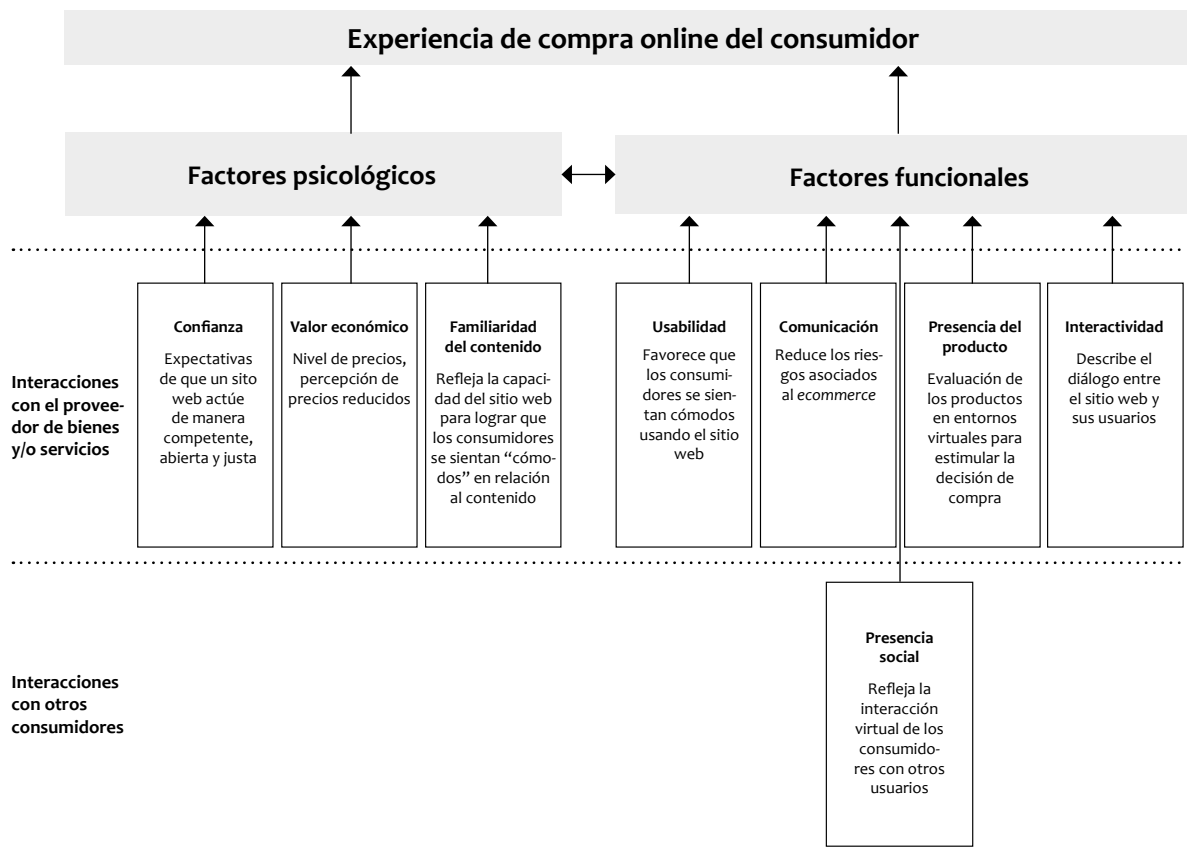 Experiencia de compra online del consumidor
Factores psicológicos
Factores funcionales
Interacciones
con el provee-
dor de bienes
y/o servicios
Confianza
Expectativas
de que un sito
web actúe
de manera
competente,
abierta y justa
Valor económico
Nivel de precios,
percepción de
precios reducidos
Familiaridad
del contenido
Refleja la capaci-
dad del sitio web
para lograr que
los consumidores
se sientan “cómo-
dos” en relación
al contenido
Usabilidad
Favorece que
los consumi-
dores se sien-
tan cómodos
usando el sitio
web
Comunicación
Reduce los ries-
gos asociados
al ecommerce
Presencia del
producto
Evaluación de
los productos
en entornos
virtuales para
estimular la
decisión de
compra
Interactividad
Describe el
diálogo entre
el sitio web y
sus usuarios
Interacciones
con otros
consumidores
Presencia
social
Refleja la
interacción
virtual de los
consumido-
res con otros
usuarios